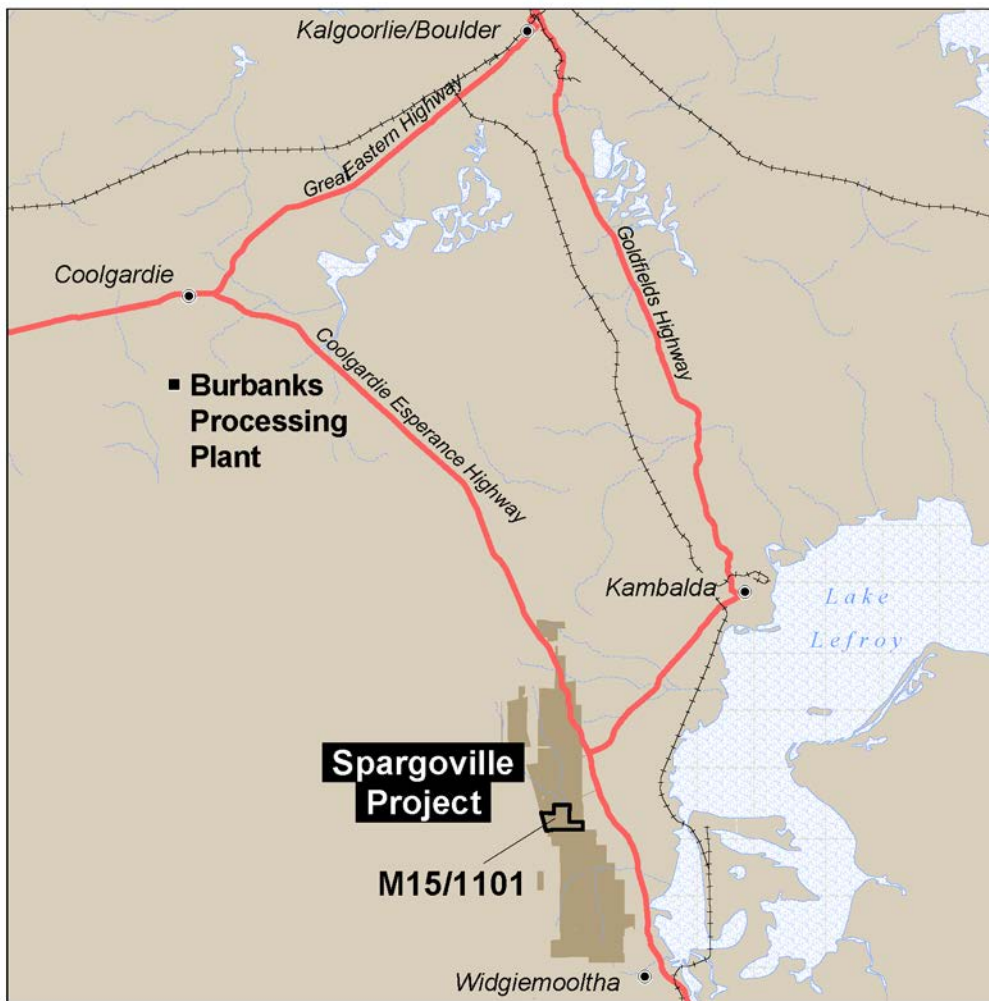 Kalgoorlie/Boulder
Great Eastern Highway
Goldfields Highway
Coolgardie
Coolgardie Esperance Highway
Burbanks
Processing
Plant
Kambalda
Lake
Lefroy
Spargoville
Project
M15/1101
Widgiemooltha